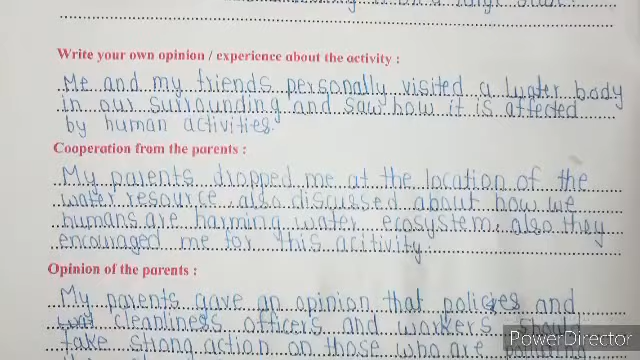 Write your own opinion / experience about the activity :
Me and my friends personally visited a water body
in our surrounding and saw how it is affected
by human activities.
Cooperation from the parents :
My parents dropped me at the location of the
water resource, also discussed about how we
humans are harming water ecosystem, also they
encouraged me for this acitivity.
Opinion of the parents :
My parents gave an opinion that policies and
cleanliness officers and workers should
take strong action on those who are
PowerDirector